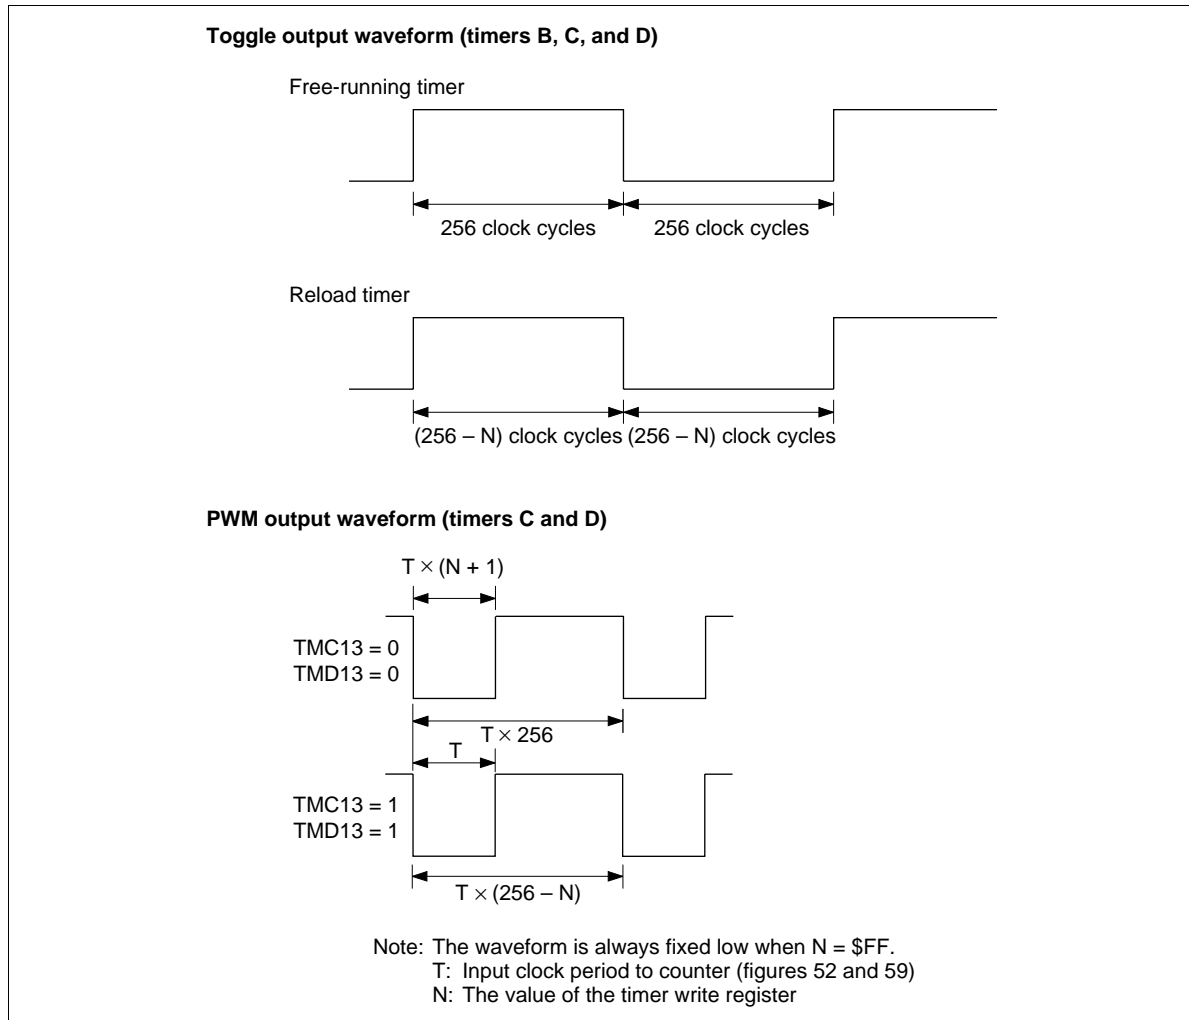 Toggle output waveform (timers B, C, and D)
Free-running timer
256 clock cycles 256 clock cycles
Reload timer
(256 – N) clock cycles (256 – N) clock cycles
PWM output waveform (timers C and D)
T × (N + 1)
TMC13 = 0
TMD13 = 0
T × 256
T
TMC13 = 1
TMD13 = 1
T × (256 – N)
Note: The waveform is always fixed low when N = $FF.
T: Input clock period to counter (figures 52 and 59)
N: The value of the timer write register